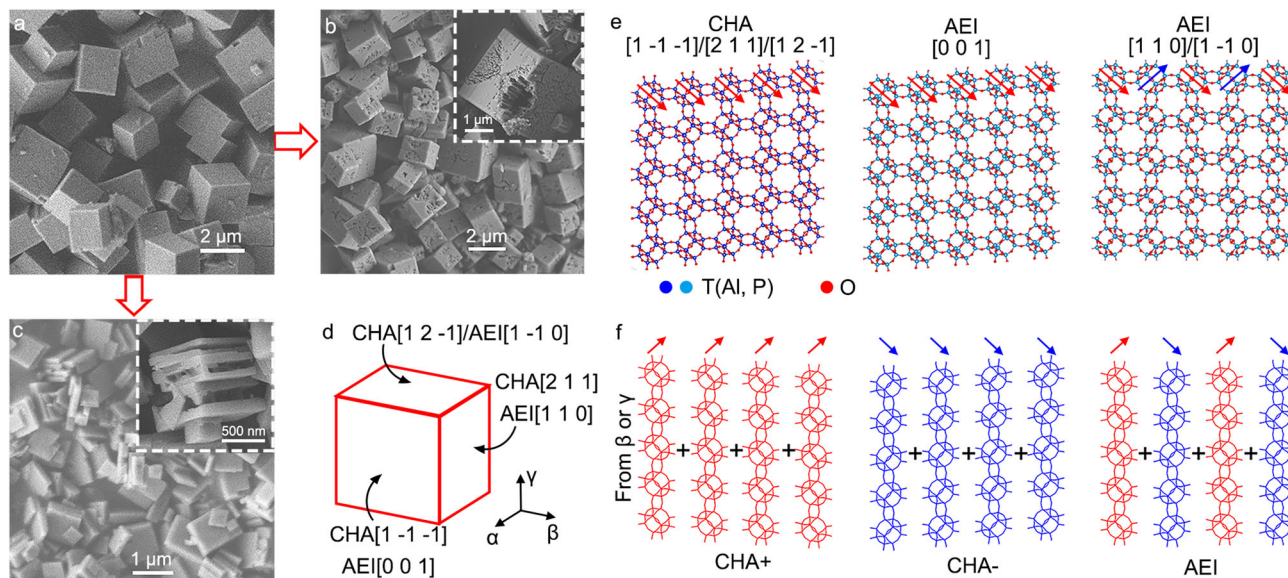 a
2 μm
b
1 μm
2 μm
c
500 nm
1 μm
d
CHA[1 2 -1]/AEI[1 -1 0]
CHA[2 1 1]
AEI[1 1 0]
CHA[1 -1 -1]
AEI[0 0 1]
γ
α
β
e
CHA
[1 -1 -1]/[2 1 1]/[1 2 -1]
AEI
[0 0 1]
AEI
[1 1 0]/[1 -1 0]
T(Al, P)
O
f
From β or γ
+ + +
CHA+
+ + +
CHA-
+ + +
AEI